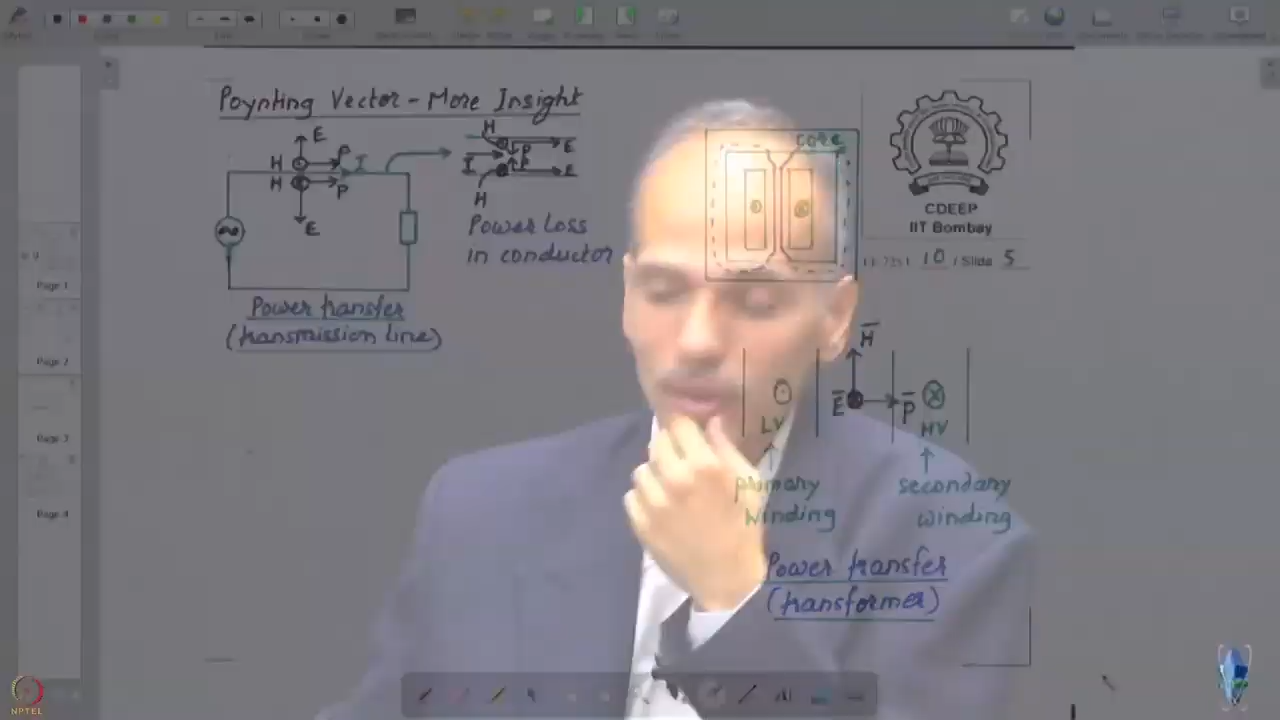 Poynting Vector - More Insight
E
H P I
H P
E
Power transfer
(transmission line)
H
E
I P
P
E
H
Power Loss
in conductor
core
CDEEP
IIT Bombay
10 / Slide 5
H
E P
LV HV
primary secondary
winding winding
Power transfer
(transformer)
Page 1
Page 2
Page 3
Page 4
NPTEL